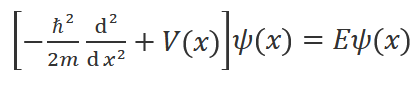 [−ħ²/2m d²/dx² + V(x)]ψ(x) = Eψ(x)